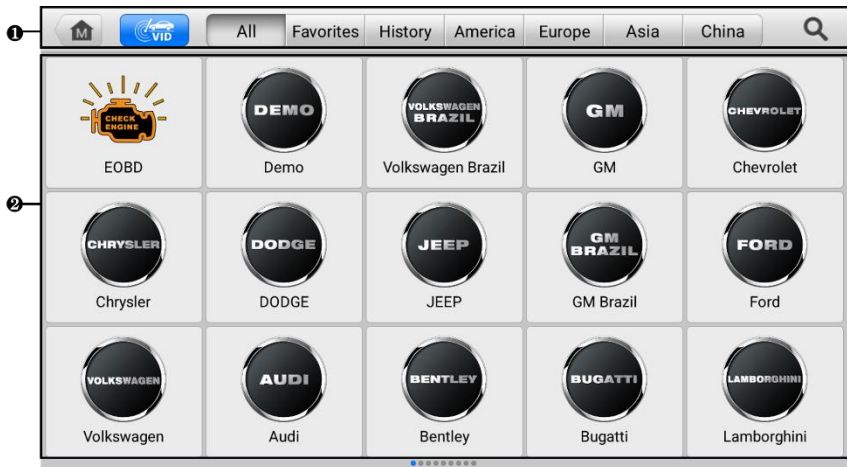 ❶
M
VID
All Favorites History America Europe Asia China
❷
CHECK
ENGINE
EOBD
DEMO
Demo
VOLKSWAGEN
BRAZIL
Volkswagen Brazil
GM
GM
CHEVROLET
Chevrolet
CHRYSLER
Chrysler
DODGE
DODGE
JEEP
JEEP
GM
BRAZIL
GM Brazil
FORD
Ford
VOLKSWAGEN
Volkswagen
AUDI
Audi
BENTLEY
Bentley
BUGATTI
Bugatti
LAMBORGHINI
Lamborghini